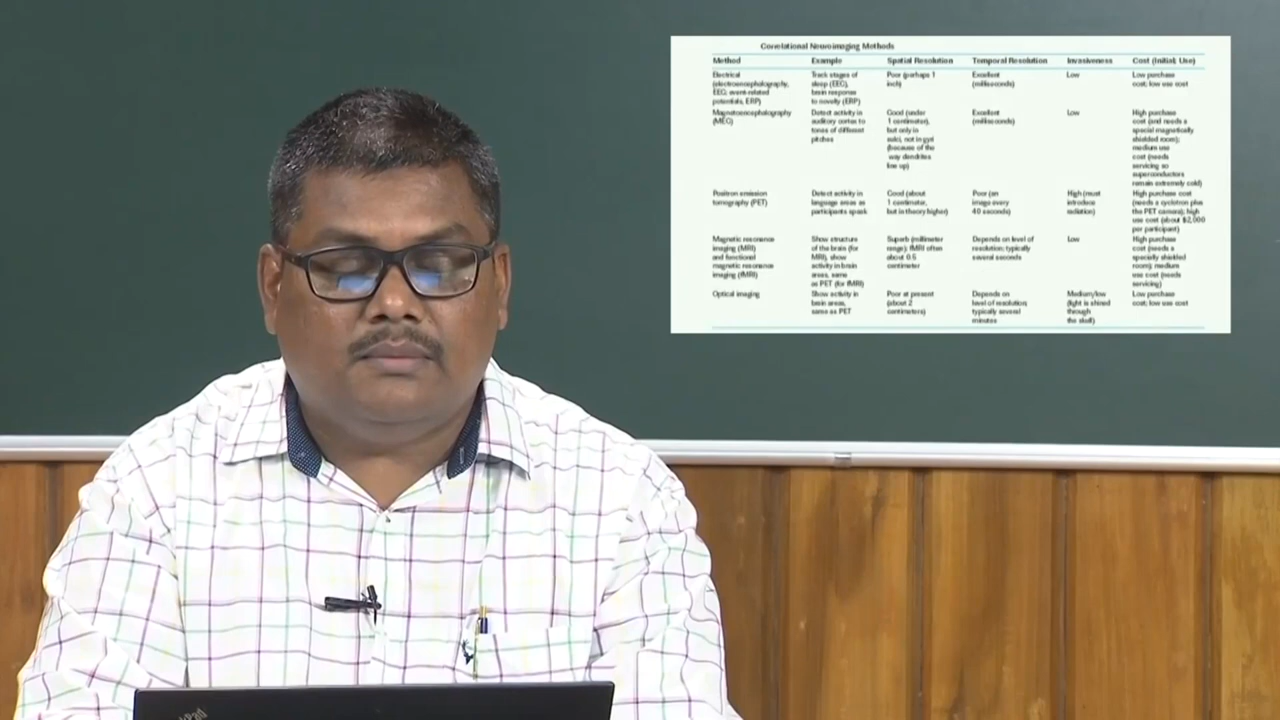 Correlational Neuroimaging Methods
Method Example Spatial Resolution Temporal Resolution Invasiveness Cost (Initial; Use)
Electrical Track stages of Poor (perhaps 1 Excellent Low Low purchase
(electroencephalography, sleep (EEG), inch) (milliseconds) cost; low use cost
EEG; event-related brain response
potentials, ERP) to novelty (ERP)
Magnetoencephalography Detect activity in Good (under Excellent Low High purchase
(MEG) auditory cortex to 1 centimeter), (milliseconds) cost (and needs a
tones of different but only in special magnetically
pitches sulci, not in gyri shielded room);
(because of the medium use
way dendrites cost (needs
line up) servicing so
superconductors
remain extremely cold)
Positron emission Detect activity in Good (about Poor (an High (must High purchase cost
tomography (PET) language areas as 1 centimeter, image every introduce (needs a cyclotron plus
participants speak but in theory higher) 40 seconds) radiation) the PET camera); high
use cost (about $2,000
per participant)
Magnetic resonance Show structure Superb (millimeter Depends on level of Low High purchase
imaging (MRI) of the brain (for range); fMRI often resolution; typically cost (needs a
and functional MRI), show about 0.5 several seconds specially shielded
magnetic resonance activity in brain centimeter room); medium
imaging (fMRI) areas, same use cost (needs
as PET (for fMRI) servicing)
Optical imaging Show activity in Poor at present Depends on Medium/low Low purchase
brain areas, (about 2 level of resolution; (light is shined cost; low use cost
same as PET centimeters) typically several through
minutes the skull)